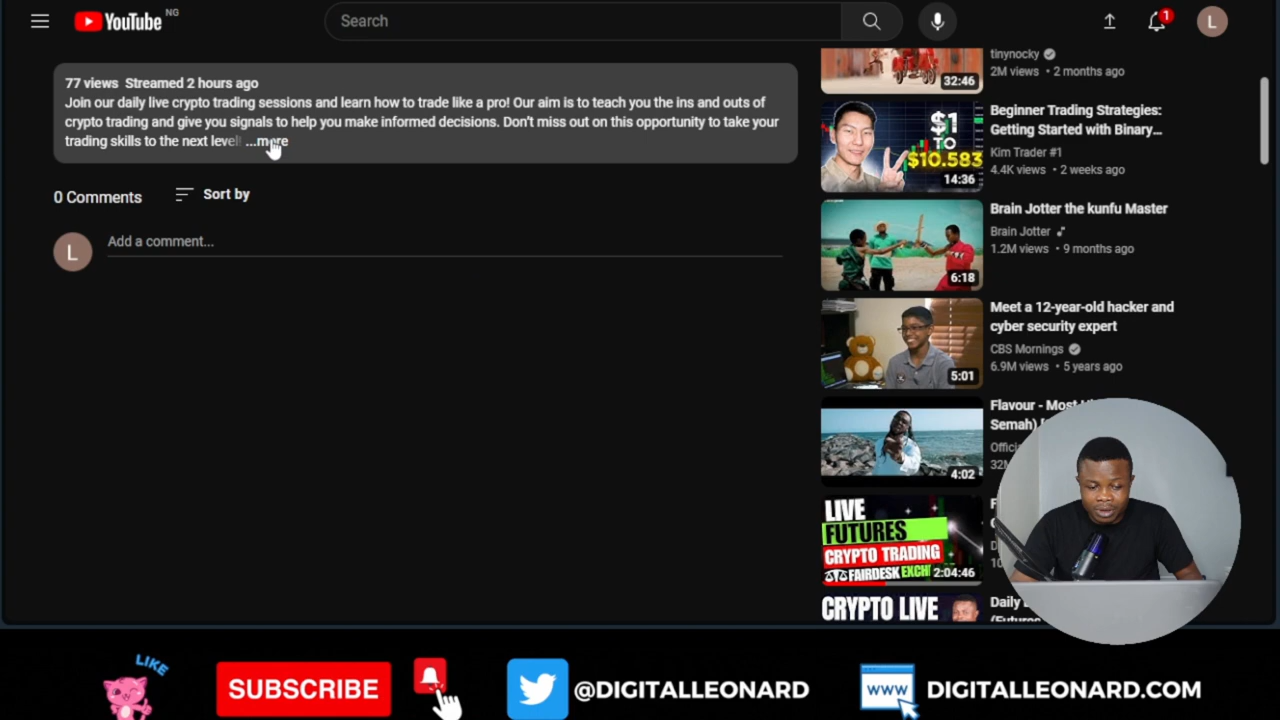 YouTube NG
Search
1
L
77 views Streamed 2 hours ago
Join our daily live crypto trading sessions and learn how to trade like a pro! Our aim is to teach you the ins and outs of
crypto trading and give you signals to help you make informed decisions. Don't miss out on this opportunity to take your
trading skills to the next level! ...more
0 Comments
Sort by
L
Add a comment...
32:46
tinynocky
2M views • 2 months ago
$1
TO
$10.583
14:36
Beginner Trading Strategies:
Getting Started with Binary...
Kim Trader #1
4.4K views • 2 weeks ago
6:18
Brain Jotter the kunfu Master
Brain Jotter
1.2M views • 9 months ago
5:01
Meet a 12-year-old hacker and
cyber security expert
CBS Mornings
6.9M views • 5 years ago
4:02
Flavour - Most
Semah)
LIVE
FUTURES
CRYPTO TRADING
FAIRDESK EXCH
2:04:46
CRYPTO LIVE
Daily
LIKE
SUBSCRIBE
@DIGITALLEONARD
WWW
DIGITALLEONARD.COM